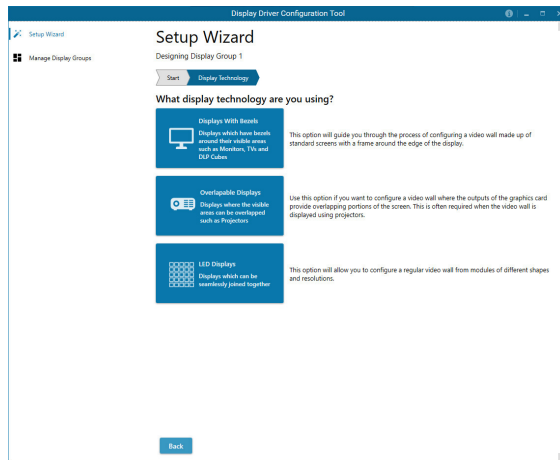 Display Driver Configuration Tool
Setup Wizard
Manage Display Groups
Setup Wizard
Designing Display Group 1
Start
Display Technology
What display technology are you using?
Displays With Bezels
Displays which have bezels
around their visible areas
such as Monitors, TVs and
DLP Cubes
This option will guide you through the process of configuring a video wall made up of
standard screens with a frame around the edge of the display.
Overlapable Displays
Displays where the visible
areas can be overlapped
such as Projectors
Use this option if you want to configure a video wall where the outputs of the graphics card
provide overlapping portions of the screen. This is often required when the video wall is
displayed using projectors.
LED Displays
Displays which can be
seamlessly joined together
This option will allow you to configure a regular video wall from modules of different shapes
and resolutions.
Back